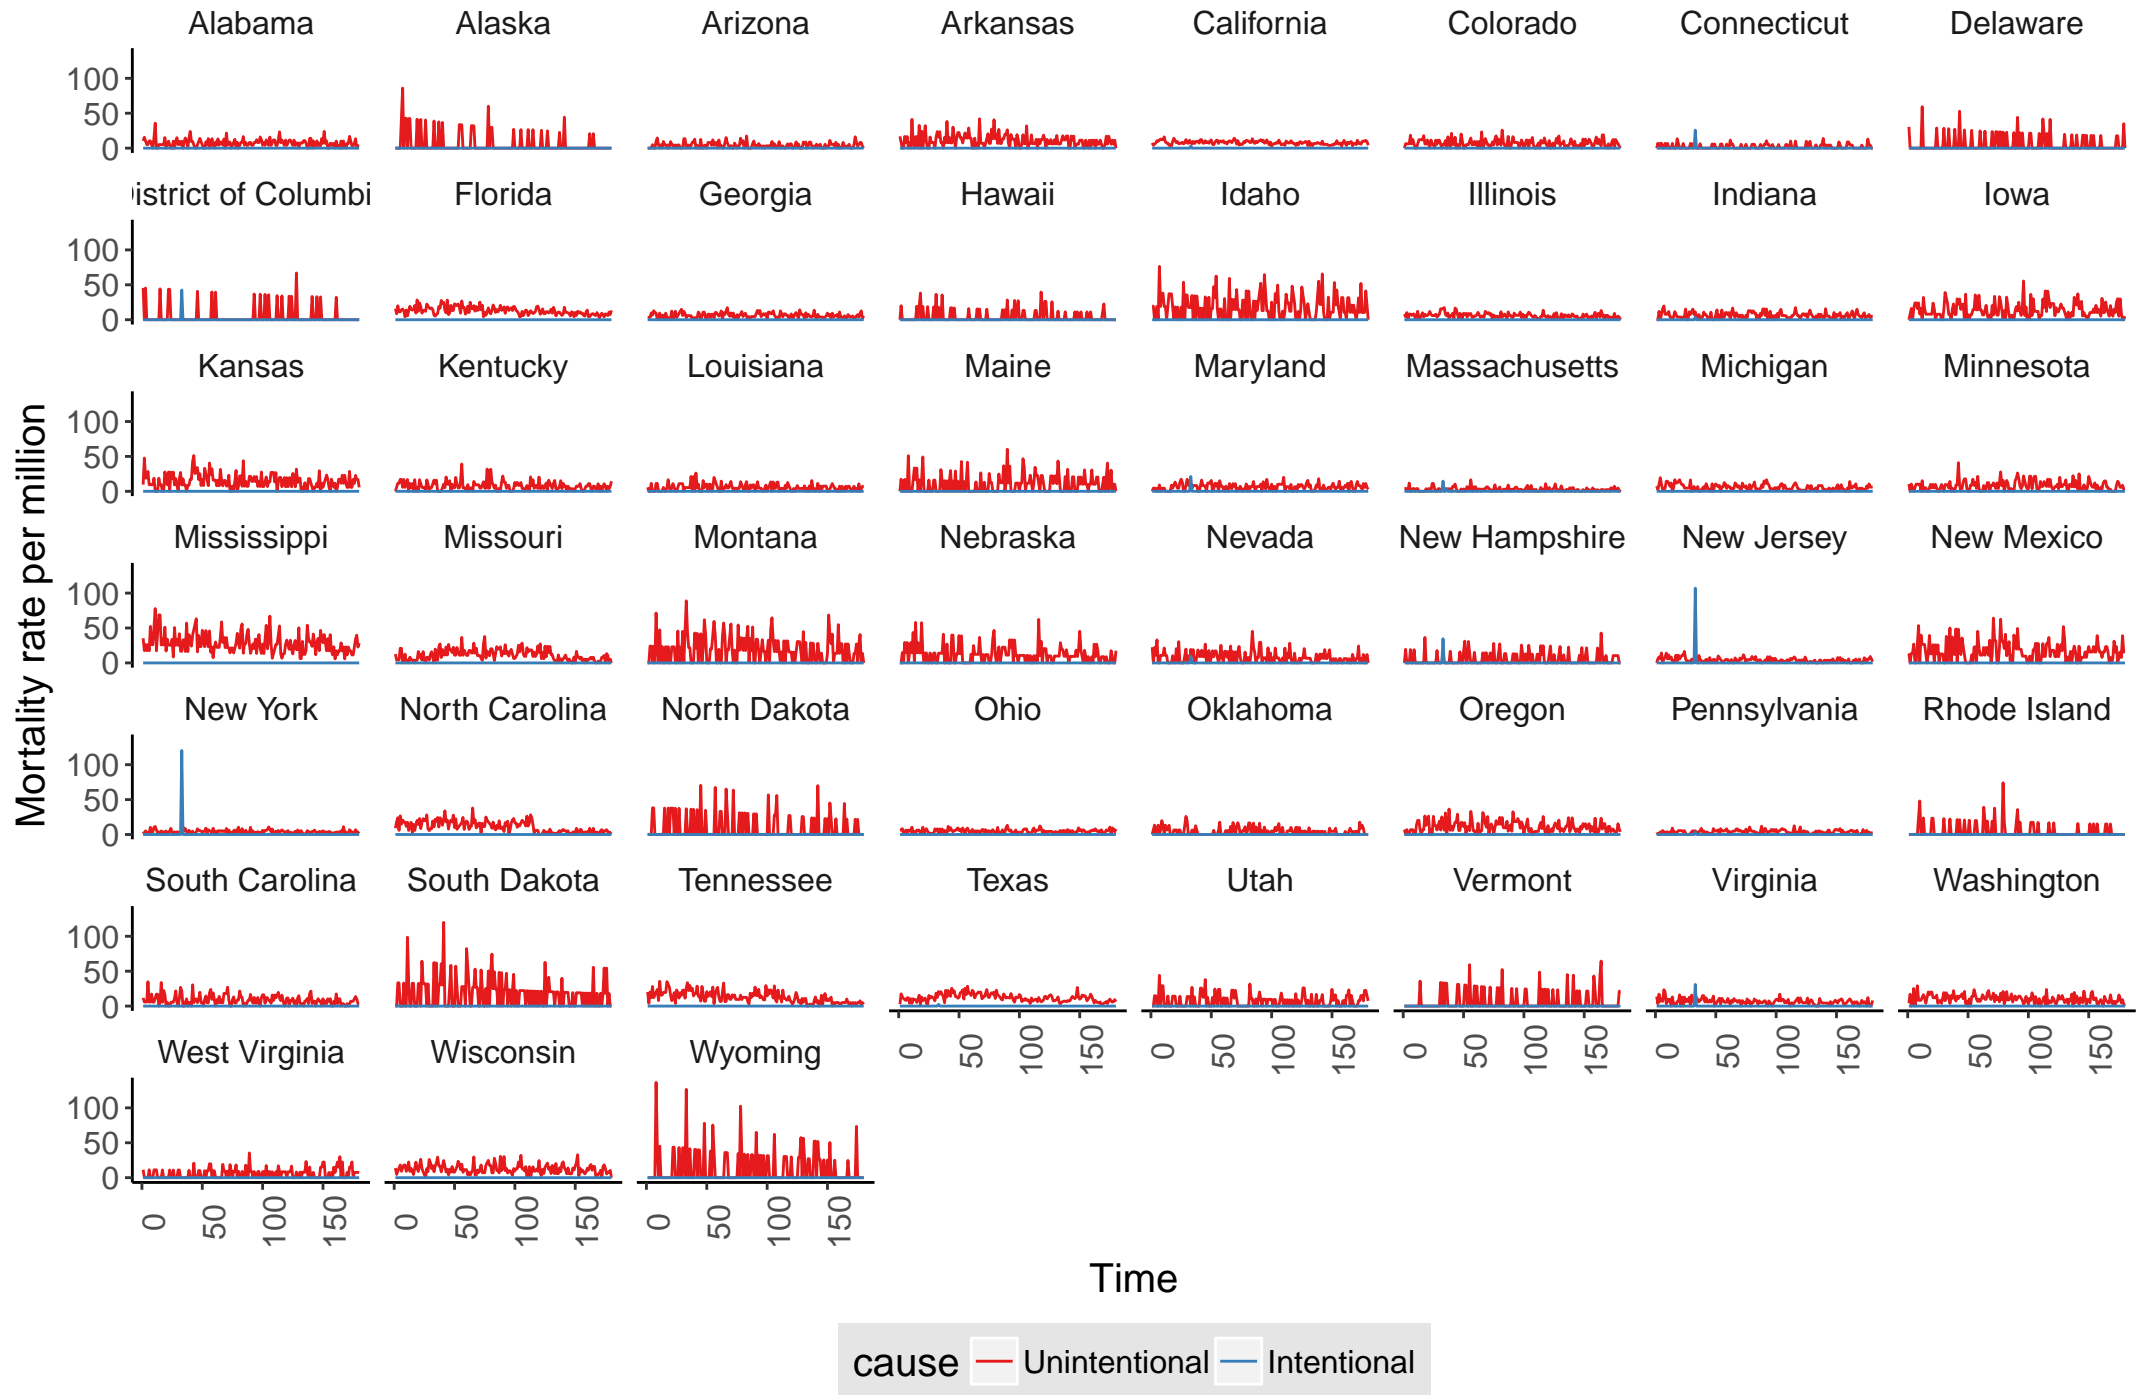 Alabama Alaska Arizona Arkansas California Colorado Connecticut Delaware
100
50
0
istrict of Columbi Florida Georgia Hawaii Idaho Illinois Indiana Iowa
100
50
0
Kansas Kentucky Louisiana Maine Maryland Massachusetts Michigan Minnesota
100
50
0
Mississippi Missouri Montana Nebraska Nevada New Hampshire New Jersey New Mexico
100
50
0
New York North Carolina North Dakota Ohio Oklahoma Oregon Pennsylvania Rhode Island
100
50
0
South Carolina South Dakota Tennessee Texas Utah Vermont Virginia Washington
100
50
0
0 50 100 150 0 50 100 150 0 50 100 150 0 50 100 150 0 50 100 150
West Virginia Wisconsin Wyoming
100
50
0
0 50 100 150 0 50 100 150 0 50 100 150
Mortality rate per million
Time
cause Unintentional Intentional